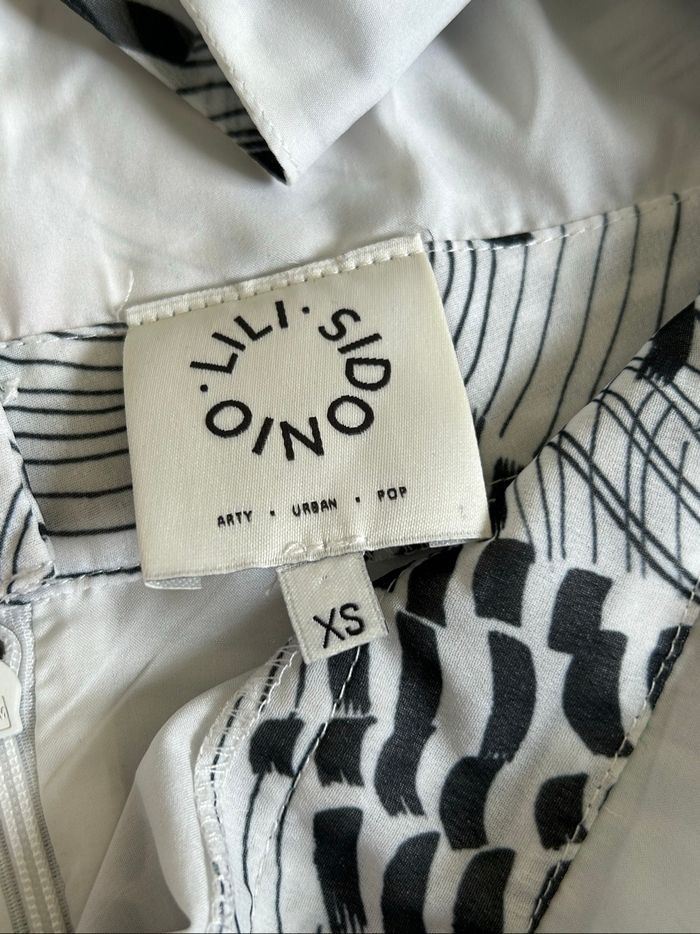 LILI · SIDONIO ·
ARTY · URBAN · POP
XS